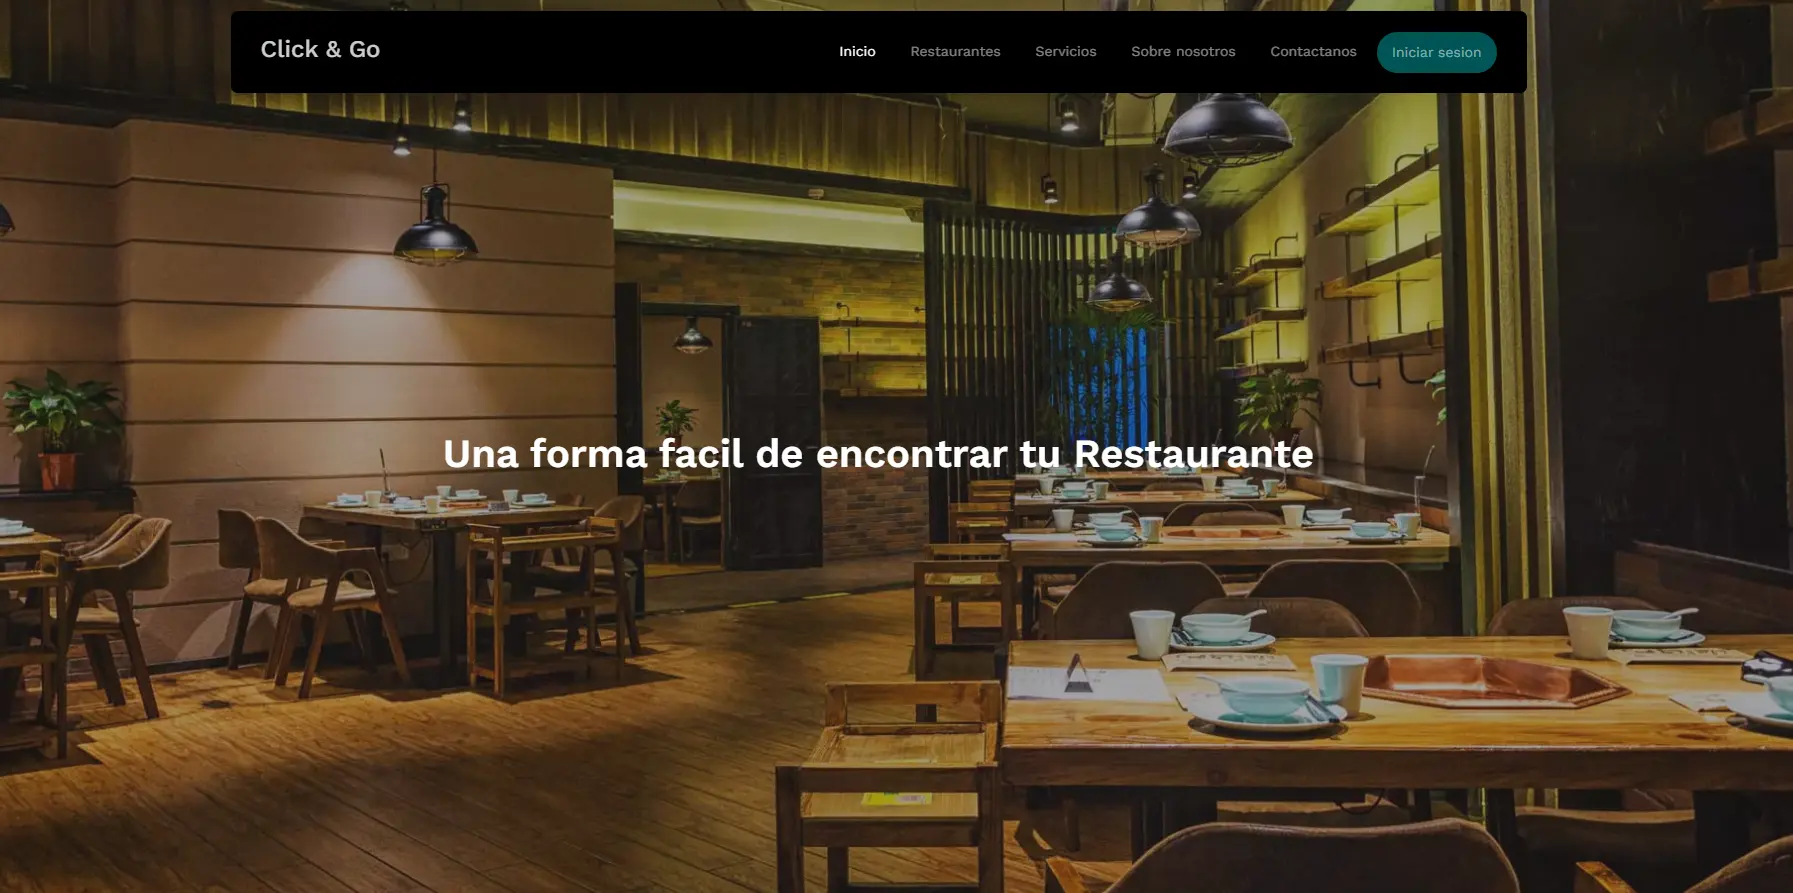 Click & Go
Inicio Restaurantes Servicios Sobre nosotros Contactanos Iniciar sesion
Una forma facil de encontrar tu Restaurante